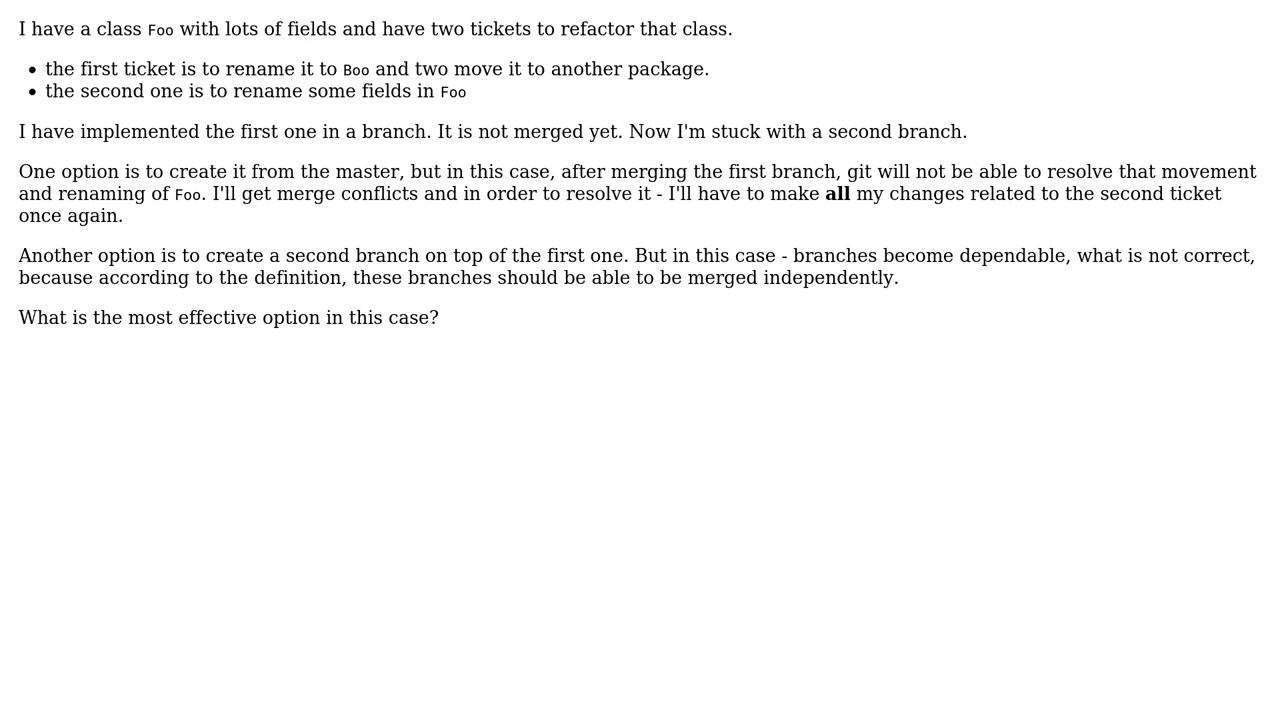 I have a class Foo with lots of fields and have two tickets to refactor that class.
• the first ticket is to rename it to Boo and two move it to another package.
• the second one is to rename some fields in Foo
I have implemented the first one in a branch. It is not merged yet. Now I'm stuck with a second branch.
One option is to create it from the master, but in this case, after merging the first branch, git will not be able to resolve that movement
and renaming of Foo. I'll get merge conflicts and in order to resolve it - I'll have to make all my changes related to the second ticket
once again.
Another option is to create a second branch on top of the first one. But in this case - branches become dependable, what is not correct,
because according to the definition, these branches should be able to be merged independently.
What is the most effective option in this case?